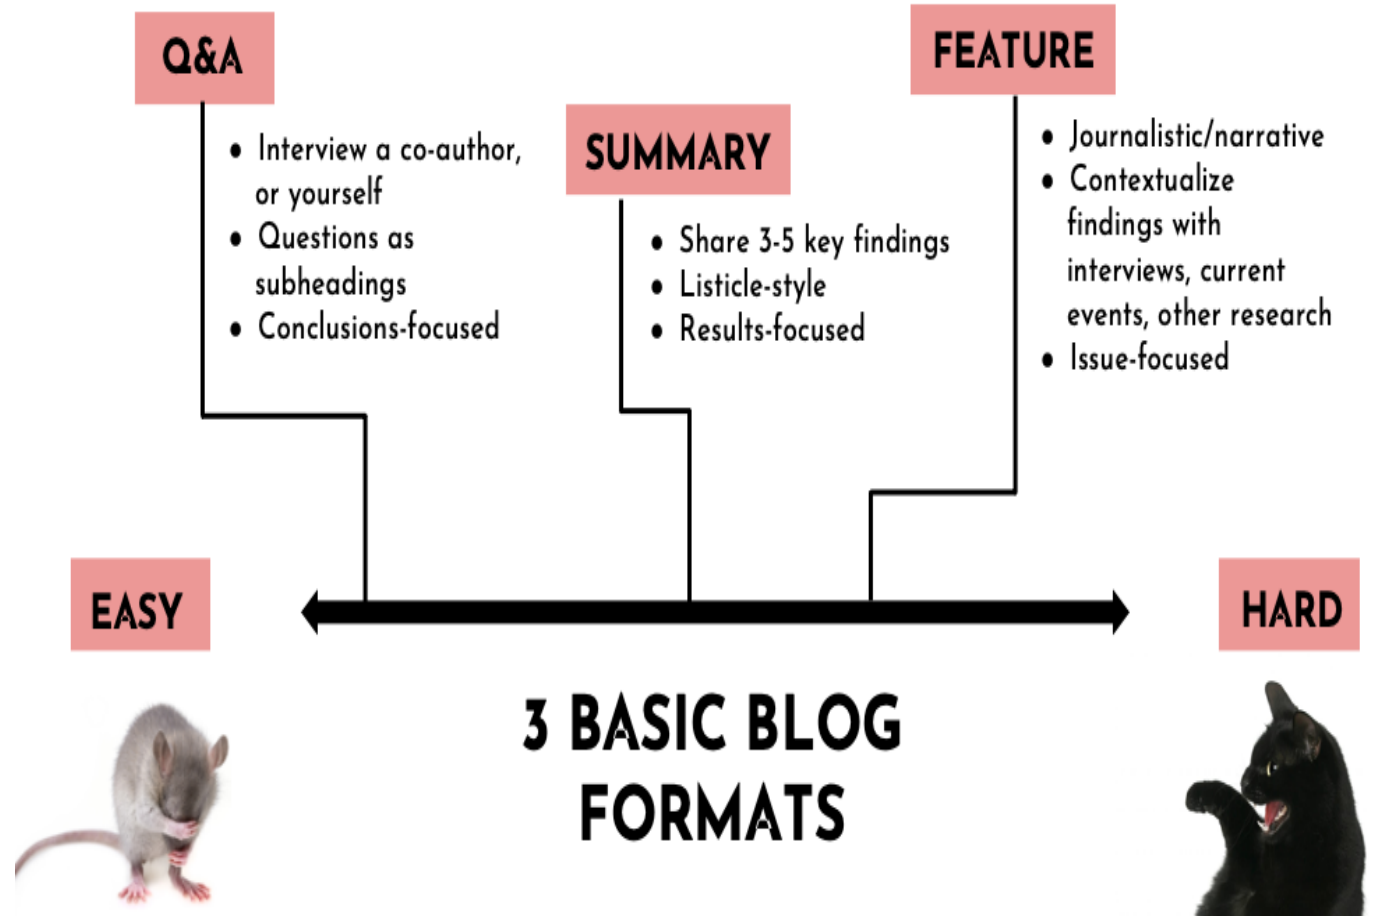 Q&A
• Interview a co-author,
or yourself
• Questions as
subheadings
• Conclusions-focused
SUMMARY
• Share 3-5 key findings
• Listicle-style
• Results-focused
FEATURE
• Journalistic/narrative
• Contextualize
findings with
interviews, current
events, other research
• Issue-focused
EASY
HARD
3 BASIC BLOG
FORMATS